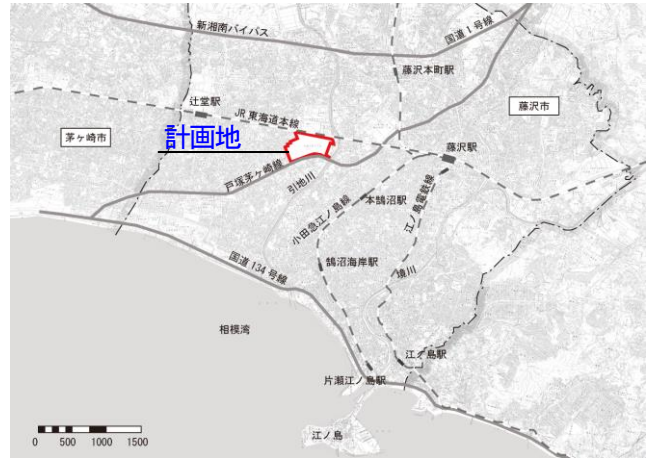 新湘南バイパス
国道1号線
藤沢本町駅
辻堂駅
藤沢市
JR東海道本線
茅ヶ崎市
計画地
藤沢駅
戸塚茅ヶ崎線
引地川
本鵠沼駅
江ノ島電鉄線
小田急江ノ島線
鵠沼海岸駅
境川
国道134号線
相模湾
江ノ島駅
片瀬江ノ島駅
江ノ島
0 500 1000 1500